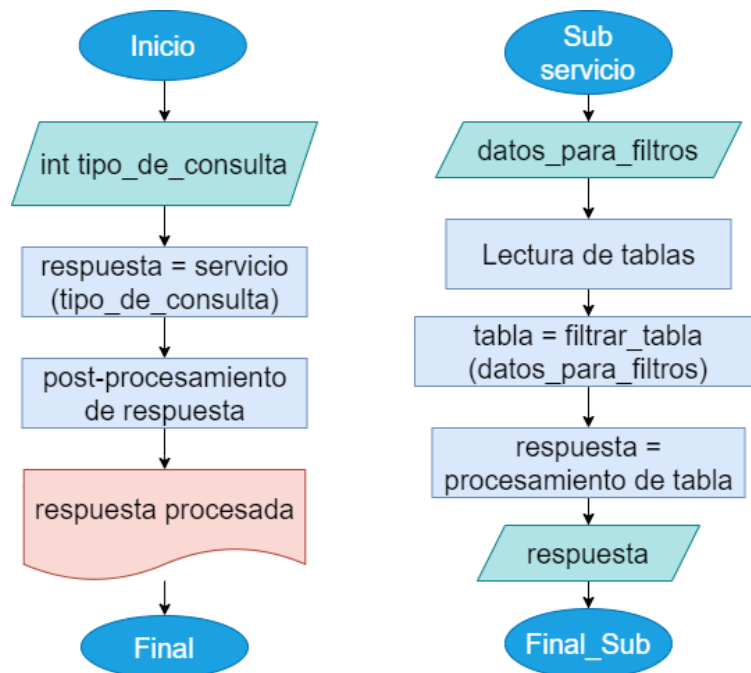 Inicio
int tipo_de_consulta
respuesta = servicio
(tipo_de_consulta)
post-procesamiento
de respuesta
respuesta procesada
Final
Sub
servicio
datos_para_filtros
Lectura de tablas
tabla = filtrar_tabla
(datos_para_filtros)
respuesta =
procesamiento de tabla
respuesta
Final_Sub